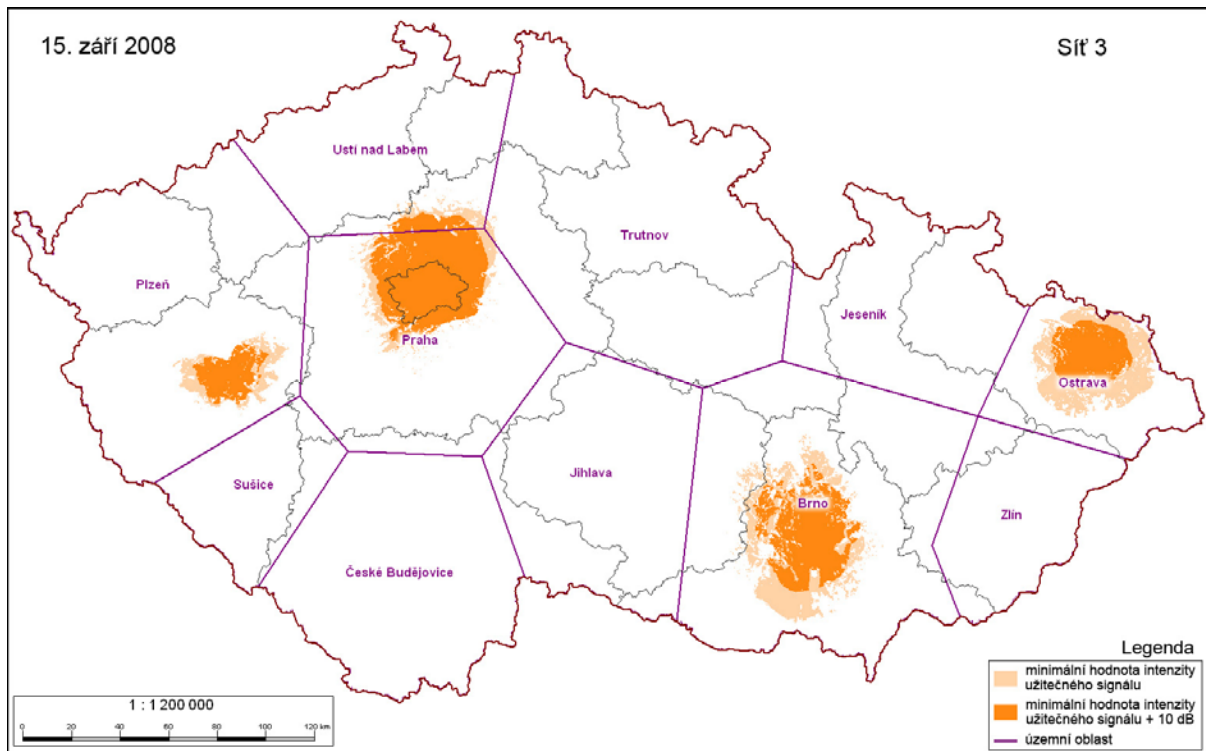 15. září 2008
Síť 3
Ústí nad Labem
Trutnov
Plzeň
Jeseník
Praha
Ostrava
Sušice
Jihlava
Brno
Zlín
České Budějovice
Legenda
minimální hodnota intenzity
užitečného signálu
minimální hodnota intenzity
užitečného signálu + 10 dB
územní oblast
1 : 1 200 000
0 20 40 60 80 100 120 km